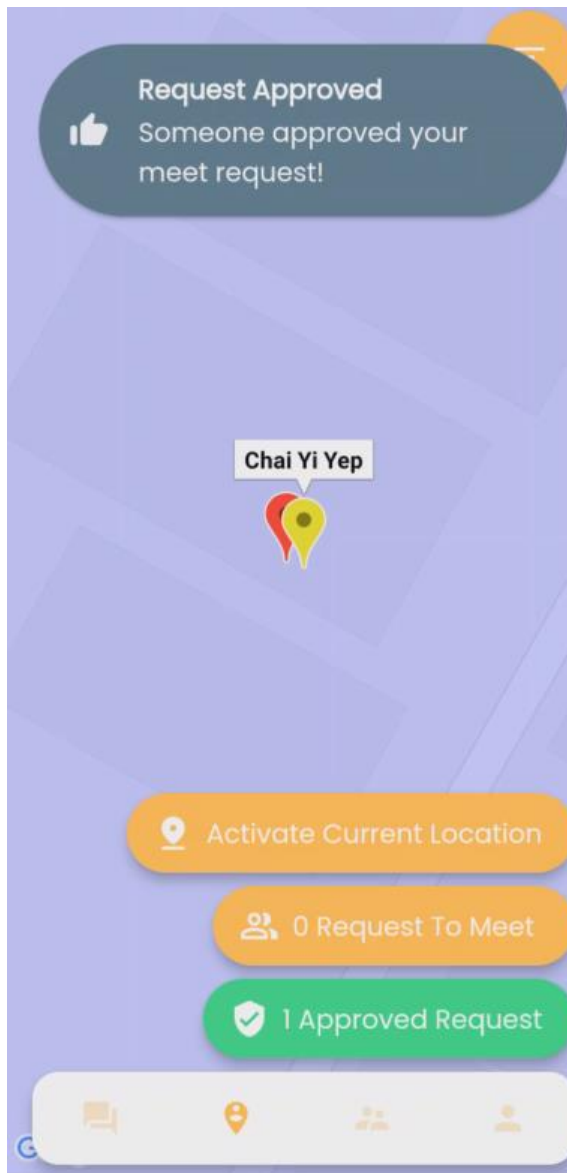 Request Approved
Someone approved your
meet request!
Chai Yi Yep
Activate Current Location
0 Request To Meet
1 Approved Request
G